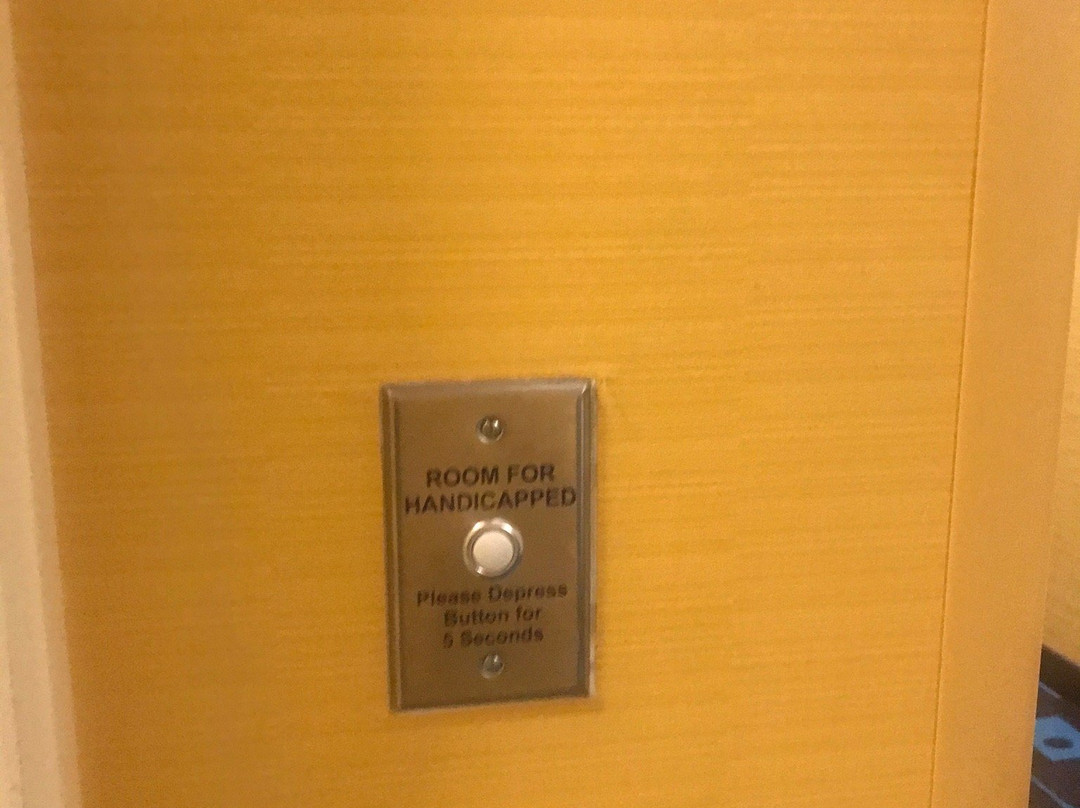 ROOM FOR
HANDICAPPED
Please Depress
Button for
5 Seconds